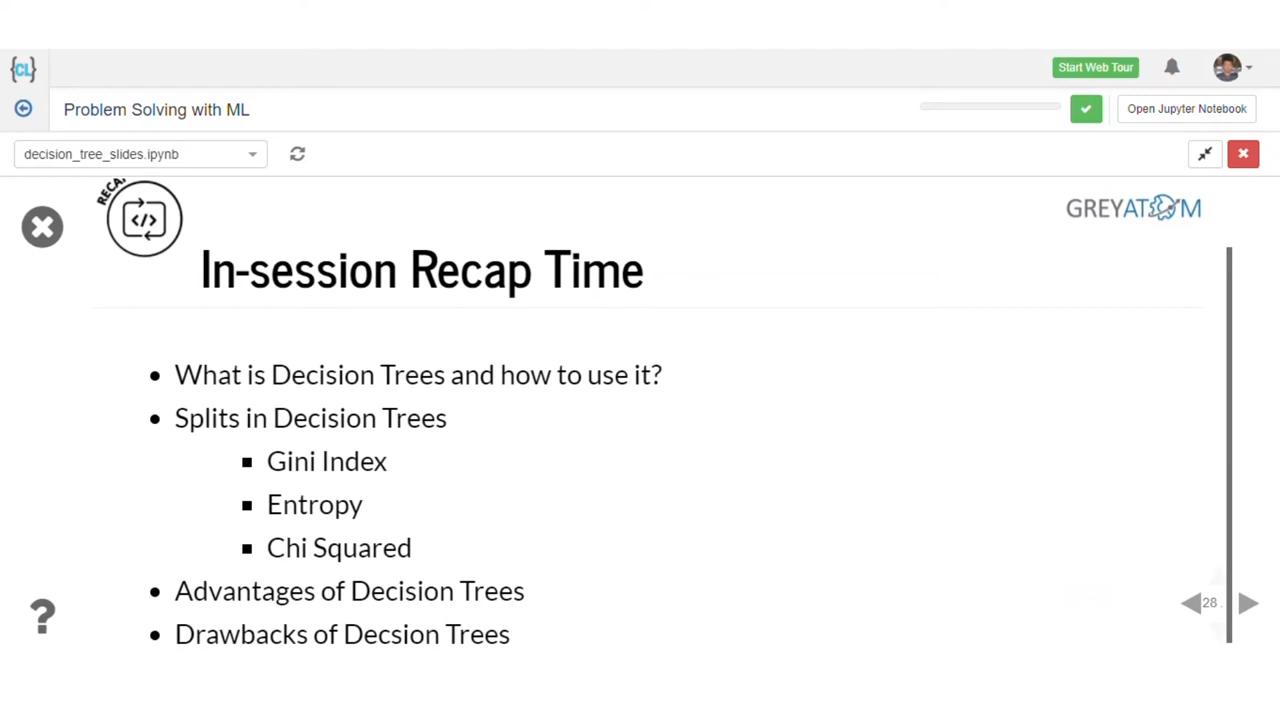 {CL}
Start Web Tour
Problem Solving with ML
Open Jupyter Notebook
decision_tree_slides.ipynb
RECAP
GREYATOM
</>
In-session Recap Time
What is Decision Trees and how to use it?
Splits in Decision Trees
Gini Index
Entropy
Chi Squared
Advantages of Decision Trees
Drawbacks of Decsion Trees
?
28 .